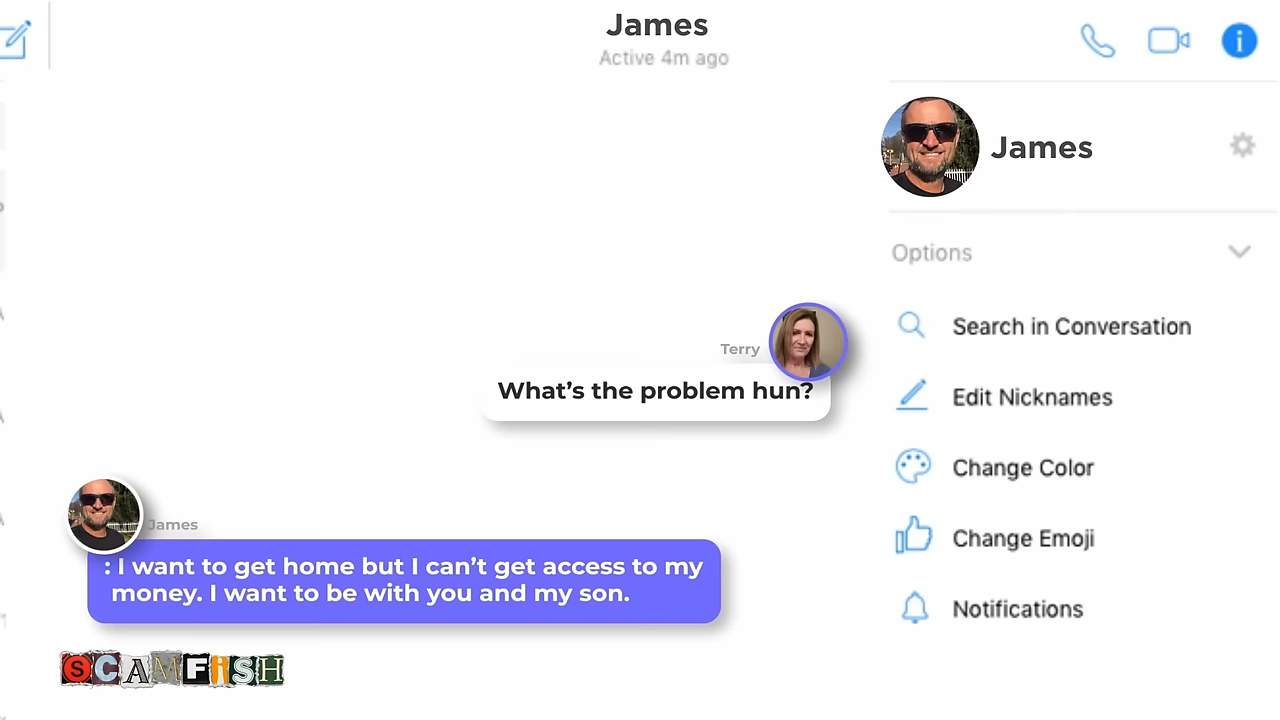 James
Active 4m ago
James
Options
Search in Conversation
Edit Nicknames
Change Color
Change Emoji
Notifications
Terry
What's the problem hun?
James
: I want to get home but I can't get access to my
money. I want to be with you and my son.
SCAMFiSH